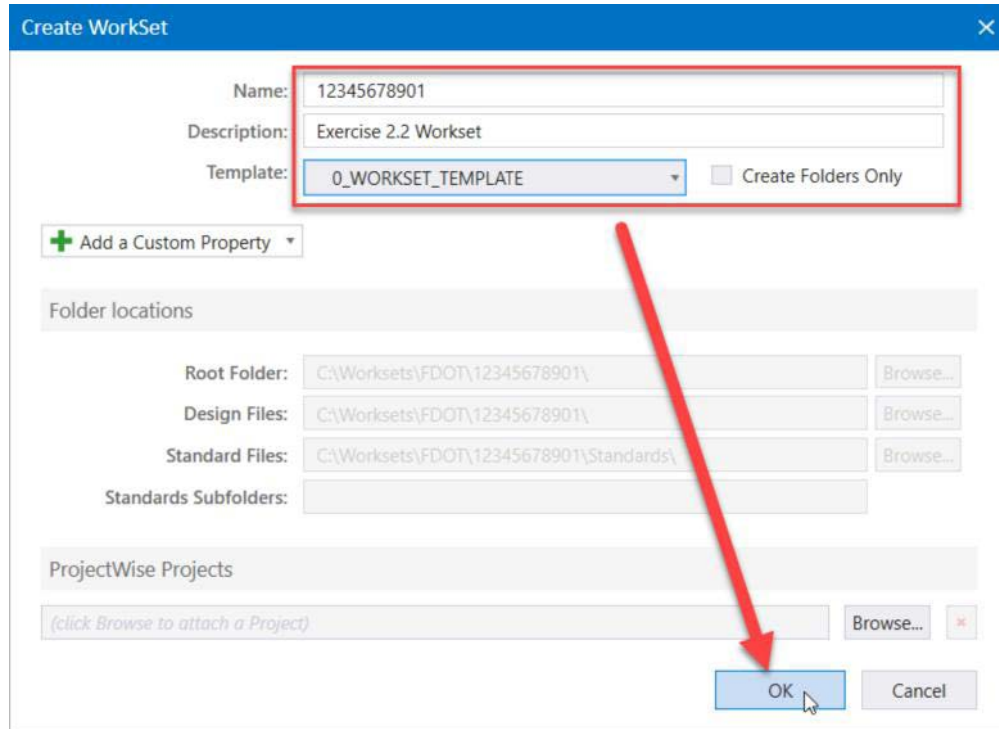 Create WorkSet
Name: 12345678901
Description: Exercise 2.2 Workset
Template: 0_WORKSET_TEMPLATE Create Folders Only
Add a Custom Property
Folder locations
Root Folder: C:\Worksets\FDOT\12345678901\ Browse...
Design Files: C:\Worksets\FDOT\12345678901\ Browse...
Standard Files: C:\Worksets\FDOT\12345678901\Standards\ Browse...
Standards Subfolders:
ProjectWise Projects
(click Browse to attach a Project) Browse...
OK Cancel